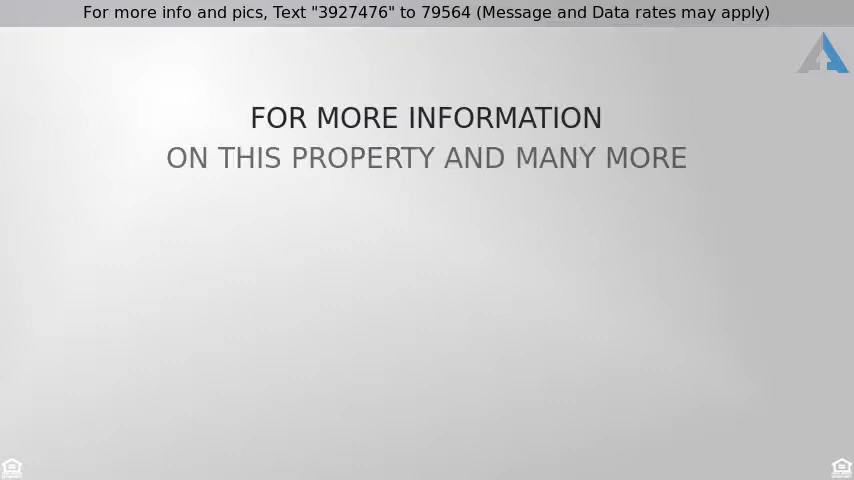 For more info and pics, Text "3927476" to 79564 (Message and Data rates may apply)
FOR MORE INFORMATION
ON THIS PROPERTY AND MANY MORE